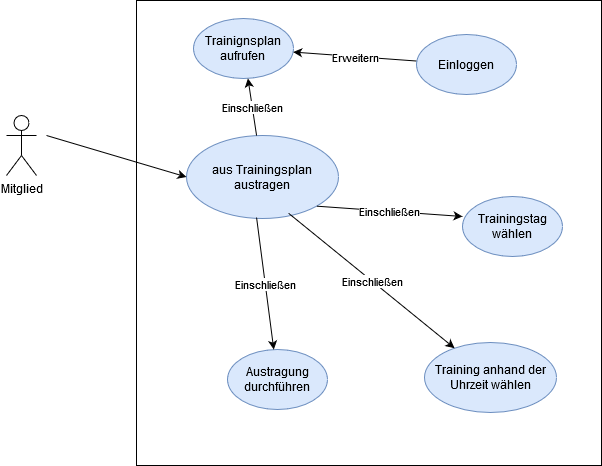 Trainignsplan
aufrufen
Erweitern
Einloggen
Einschließen
Mitglied
aus Trainingsplan
austragen
Einschließen
Trainingstag
wählen
Einschließen
Einschließen
Austragung
durchführen
Training anhand der
Uhrzeit wählen